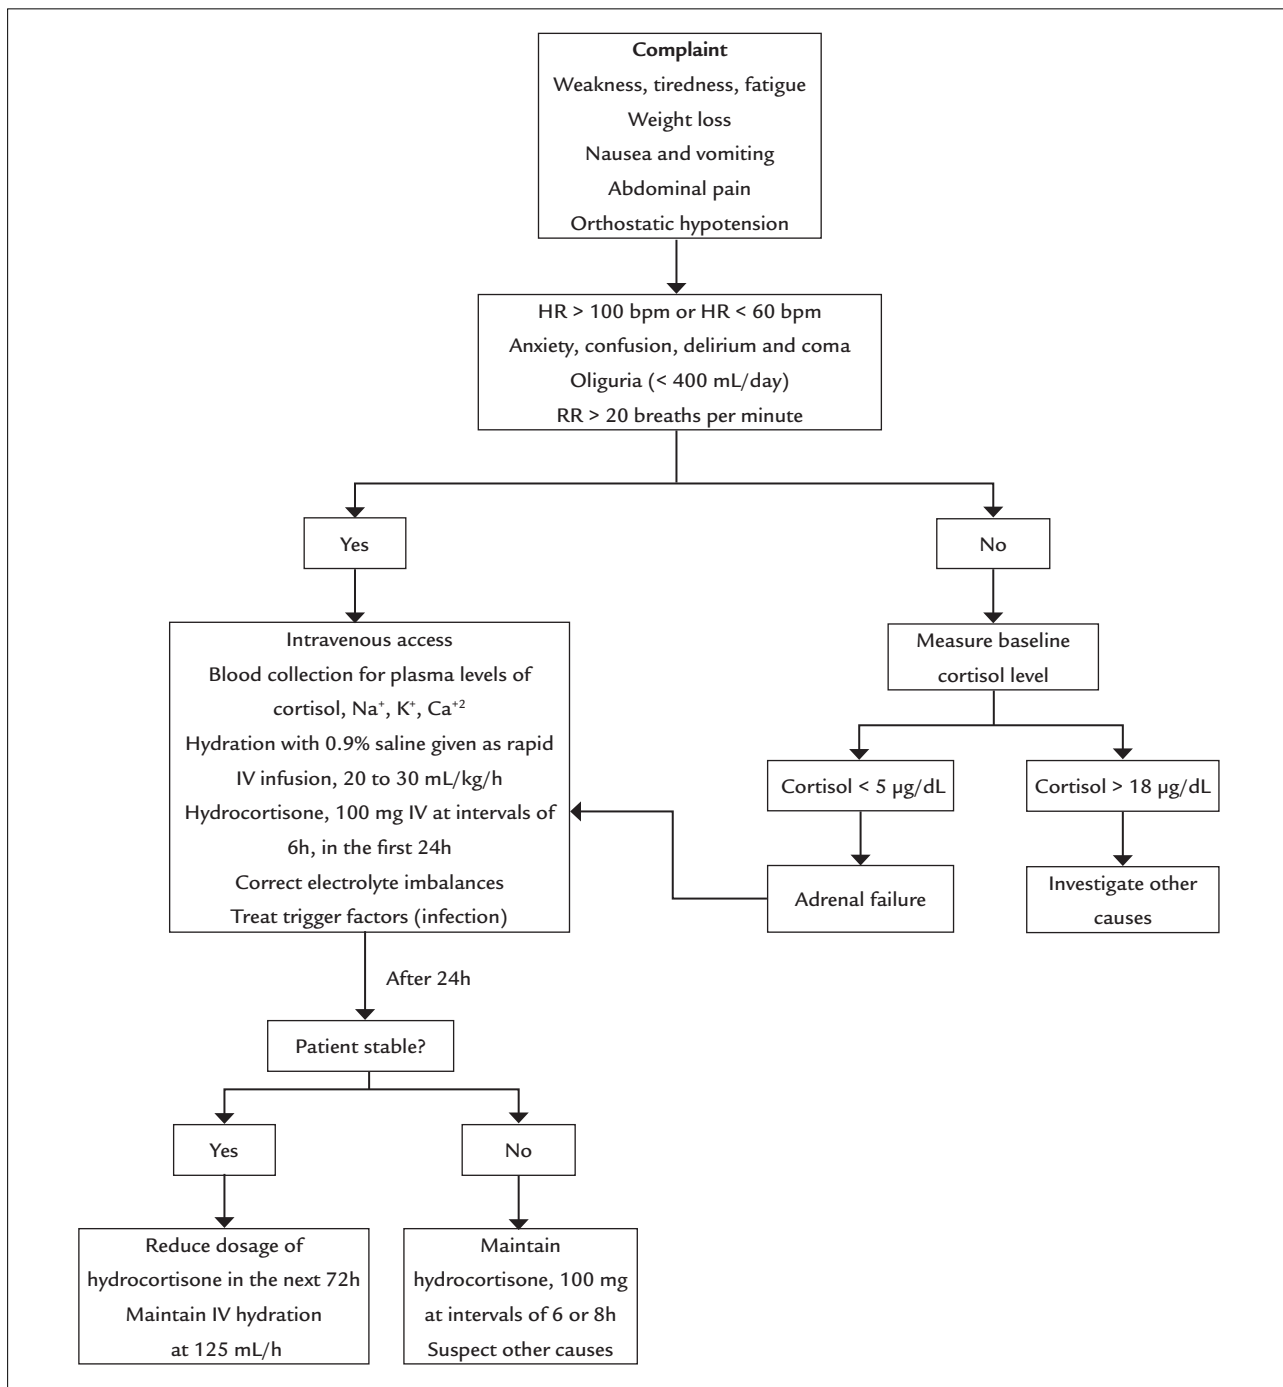 Complaint
Weakness, tiredness, fatigue
Weight loss
Nausea and vomiting
Abdominal pain
Orthostatic hypotension
HR > 100 bpm or HR < 60 bpm
Anxiety, confusion, delirium and coma
Oliguria (< 400 mL/day)
RR > 20 breaths per minute
Yes
No
Intravenous access
Blood collection for plasma levels of
cortisol, Na⁺, K⁺, Ca⁺²
Hydration with 0.9% saline given as rapid
IV infusion, 20 to 30 mL/kg/h
Hydrocortisone, 100 mg IV at intervals of
6h, in the first 24h
Correct electrolyte imbalances
Treat trigger factors (infection)
Measure baseline
cortisol level
Cortisol < 5 µg/dL
Cortisol > 18 µg/dL
Adrenal failure
Investigate other
causes
After 24h
Patient stable?
Yes
No
Reduce dosage of
hydrocortisone in the next 72h
Maintain IV hydration
at 125 mL/h
Maintain
hydrocortisone, 100 mg
at intervals of 6 or 8h
Suspect other causes